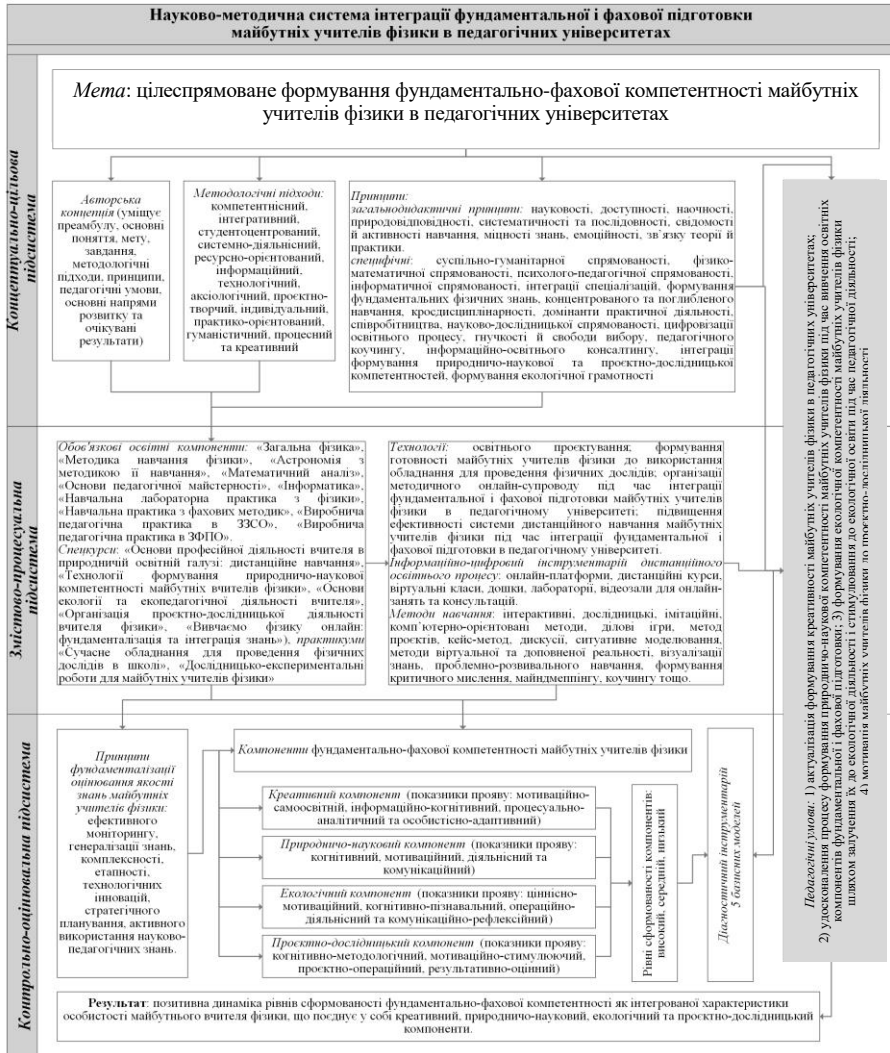 Науково-методична система інтеграції фундаментальної і фахової підготовки
майбутніх учителів фізики в педагогічних університетах
Концептуально-цільова
підсистема
Мета: цілеспрямоване формування фундаментально-фахової компетентності майбутніх
учителів фізики в педагогічних університетах
Авторська
концепція (уміщує
преамбулу, основні
поняття, мету,
завдання,
методологічні
підходи, принципи,
педагогічні умови,
основні напрями
розвитку та
очікувані
результати)
Методологічні підходи:
компетентнісний,
інтегративний,
студентоцентрований,
системно-діяльнісний,
ресурсно-орієнтований,
інформаційний,
технологічний,
аксіологічний, проєктно-
творчий, індивідуальний,
практико-орієнтований,
гуманістичний, процесний
та креативний
Принципи:
загальнодидактичні принципи: науковості, доступності, наочності,
природовідповідності, систематичності та послідовності, свідомості
й активності навчання, міцності знань, емоційності, зв᾿язку теорії й
практики.
специфічні: суспільно-гуманітарної спрямованості, фізико-
математичної спрямованості, психолого-педагогічної спрямованості,
інформатичної спрямованості, інтеграції спеціалізацій, формування
фундаментальних фізичних знань, концентрованого та поглибленого
навчання, кросдисциплінарності, домінанти практичної діяльності,
співробітництва, науково-дослідницької спрямованості, цифровізації
освітнього процесу, гнучкості й свободи вибору, педагогічного
коучингу, інформаційно-освітнього консалтингу, інтеграції
формування природничо-наукової та проєктно-дослідницької
компетентностей, формування екологічної грамотності
Педагогічні умови: 1) актуалізація формування креативності майбутніх учителів фізики в педагогічних університетах;
2) удосконалення процесу формування природничо-наукової компетентності майбутніх учителів фізики під час вивчення освітніх
компонентів фундаментальної і фахової підготовки; 3) формування екологічної компетентності майбутніх учителів фізики
шляхом залучення їх до екологічної діяльності і стимулювання до екологічної освіти під час педагогічної діяльності;
4) мотивація майбутніх учителів фізики до проєктно-дослідницької діяльності
Змістово-процесуальна
підсистема
Обов'язкові освітні компоненти: «Загальна фізика»,
«Методика навчання фізики», «Астрономія з
методикою її навчання», «Математичний аналіз»,
«Основи педагогічної майстерності», «Інформатика»,
«Навчальна лабораторна практика з фізики»,
«Навчальна практика з фахових методик», «Виробнича
педагогічна практика в ЗЗСО», «Виробнича
педагогічна практика в ЗФПО».
Спецкурси: «Основи професійної діяльності вчителя в
природничій освітній галузі: дистанційне навчання»,
«Технології формування природничо-наукової
компетентності майбутніх вчителів фізики», «Основи
екології та екопедагогічної діяльності вчителя»,
«Організація проєктно-дослідницької діяльності
вчителя фізики» «Вивчаємо фізику онлайн:
фундаменталізація та інтеграція знань»), практикуми
«Сучасне обладнання для проведення фізичних
дослідів в школі», «Дослідницько-експериментальні
роботи для майбутніх учителів фізики»
Технології: освітнього проєктування; формування
готовності майбутніх учителів фізики до використання
обладнання для проведення фізичних дослідів; організації
методичного онлайн-супроводу під час інтеграції
фундаментальної і фахової підготовки майбутніх учителів
фізики в педагогічному університеті; підвищення
ефективності системи дистанційного навчання майбутніх
учителів фізики під час інтеграції фундаментальної і
фахової підготовки в педагогічному університеті.
Інформаційно-цифровий інструментарій дистанційного
освітнього процесу: онлайн-платформи, дистанційні курси,
віртуальні класи, дошки, лабораторії, відеозали для онлайн-
занять та консультацій.
Методи навчання: інтерактивні, дослідницькі, імітаційні,
комп᾿ютерно-орієнтовані методи, ділові ігри, метод
проєктів, кейс-метод, дискусії, ситуативне моделювання,
методи віртуальної та доповненої реальності, візуалізації
знань, проблемно-розвивального навчання, формування
критичного мислення, майндмеппінгу, коучингу тощо.
Контрольно-оцінювальна підсистема
Принципи
фундаменталізації
оцінювання якості
знань майбутніх
учителів фізики:
ефективного
моніторингу,
генералізації знань,
комплексності,
етапності,
технологічних
інновацій,
стратегічного
планування, активного
використання науково-
педагогічних знань.
Компоненти фундаментально-фахової компетентності майбутніх учителів фізики
Креативний компонент (показники прояву: мотиваційно-
самоосвітній, інформаційно-когнітивний, процесуально-
аналітичний та особистісно-адаптивний)
Природничо-науковий компонент (показники прояву:
когнітивний, мотиваційний, діяльнісний та
комунікаційний)
Екологічний компонент (показники прояву: ціннісно-
мотиваційний, когнітивно-пізнавальний, операційно-
діяльнісний та комунікаційно-рефлексійний)
Проєктно-дослідницький компонент (показники прояву:
когнітивно-методологічний, мотиваційно-стимулюючий,
проєктно-операційний, результативно-оцінний)
Рівні сформованості компонентів:
високий, середній, низький
Діагностичний інструментарій
5 базисних моделей
Результат: позитивна динаміка рівнів сформованості фундаментально-фахової компетентності як інтегрованої характеристики
особистості майбутнього вчителя фізики, що поєднує у собі креативний, природничо-науковий, екологічний та проєктно-дослідницький
компоненти.